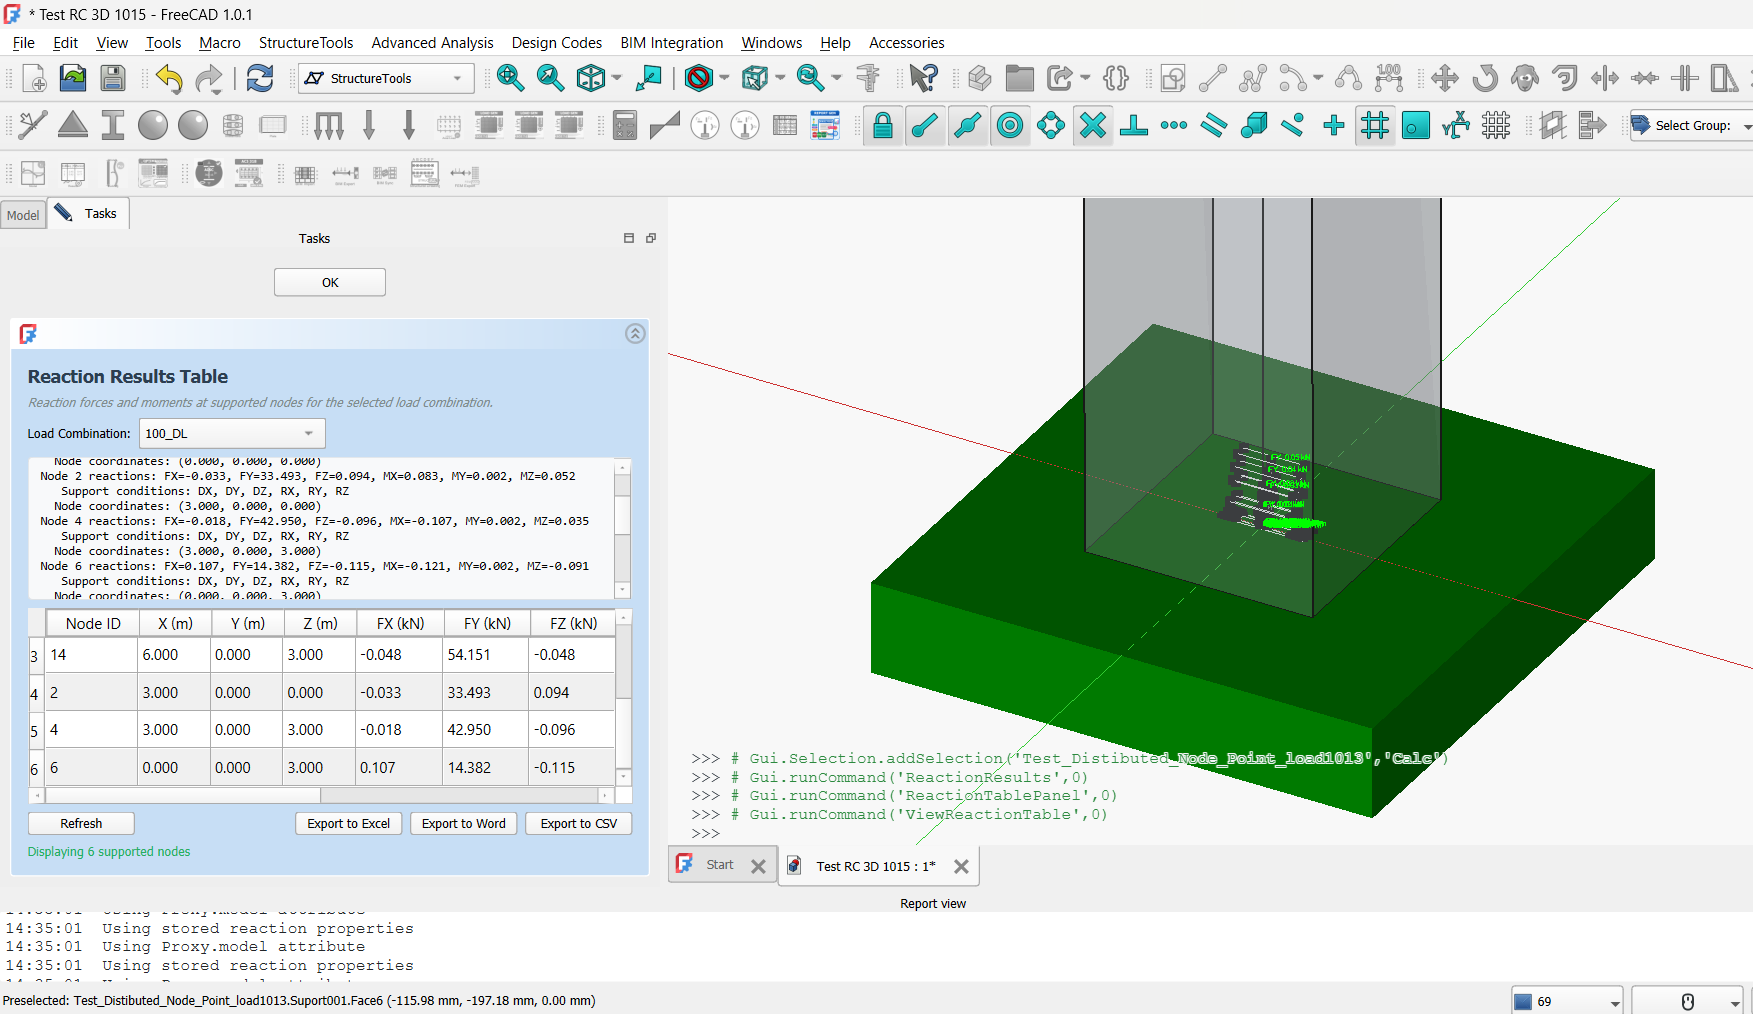 * Test RC 3D 1015 - FreeCAD 1.0.1
File Edit View Tools Macro StructureTools Advanced Analysis Design Codes BIM Integration Windows Help Accessories
StructureTools
Select Group:
Model
Tasks
Tasks
OK
Reaction Results Table
Reaction forces and moments at supported nodes for the selected load combination.
Load Combination: 100_DL
Node coordinates: (0.000, 0.000, 0.000)
Node 2 reactions: FX=-0.033, FY=33.493, FZ=0.094, MX=0.083, MY=0.002, MZ=0.052
Support conditions: DX, DY, DZ, RX, RY, RZ
Node coordinates: (3.000, 0.000, 0.000)
Node 4 reactions: FX=-0.018, FY=42.950, FZ=-0.096, MX=-0.107, MY=0.002, MZ=0.035
Support conditions: DX, DY, DZ, RX, RY, RZ
Node coordinates: (3.000, 0.000, 3.000)
Node 6 reactions: FX=0.107, FY=14.382, FZ=-0.115, MX=-0.121, MY=0.002, MZ=-0.091
Support conditions: DX, DY, DZ, RX, RY, RZ
Node coordinates: (0.000, 0.000, 3.000)
Node ID X (m) Y (m) Z (m) FX (kN) FY (kN) FZ (kN)
3 14 6.000 0.000 3.000 -0.048 54.151 -0.048
4 2 3.000 0.000 0.000 -0.033 33.493 0.094
5 4 3.000 0.000 3.000 -0.018 42.950 -0.096
6 6 0.000 0.000 3.000 0.107 14.382 -0.115
Refresh
Export to Excel
Export to Word
Export to CSV
Displaying 6 supported nodes
>>> # Gui.Selection.addSelection('Test_Distibuted_Node_Point_load1013','Calc')
>>> # Gui.runCommand('ReactionResults',0)
>>> # Gui.runCommand('ReactionTablePanel',0)
>>> # Gui.runCommand('ViewReactionTable',0)
>>>
Start
Test RC 3D 1015 : 1*
Report view
14:35:01 Using Proxy.model attribute
14:35:01 Using stored reaction properties
14:35:01 Using Proxy.model attribute
14:35:01 Using stored reaction properties
Preselected: Test_Distibuted_Node_Point_load1013.Suport001.Face6 (-115.98 mm, -197.18 mm, 0.00 mm)
69